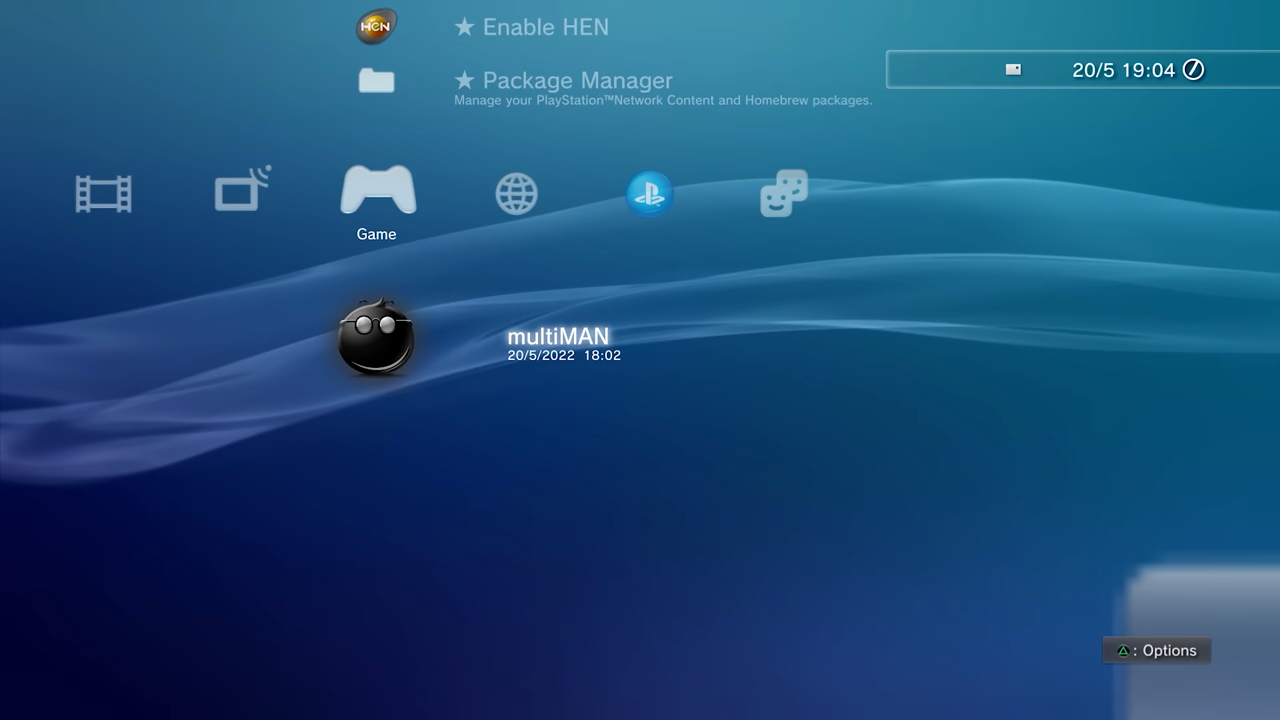 HEN
★ Enable HEN
★ Package Manager
Manage your PlayStation™Network Content and Homebrew packages.
20/5 19:04
Game
multiMAN
20/5/2022 18:02
: Options